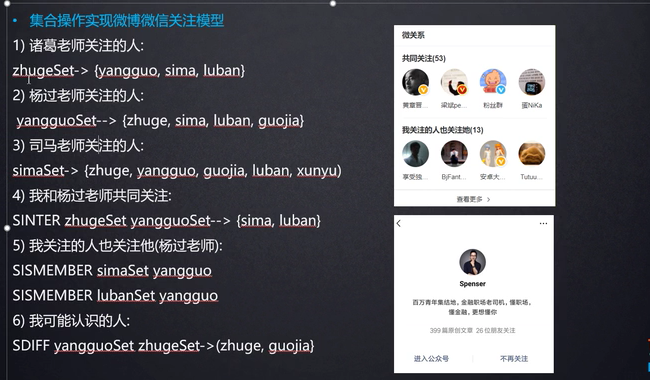 • 集合操作实现微博微信关注模型
1) 诸葛老师关注的人:
zhugeSet-> {yangguo, sima, luban}
2) 杨过老师关注的人:
yangguoSet--> {zhuge, sima, luban, guojia}
3) 司马老师关注的人:
simaSet-> {zhuge, yangguo, guojia, luban, xunyu)
4) 我和杨过老师共同关注:
SINTER zhugeSet yangguoSet--> {sima, luban}
5) 我关注的人也关注他(杨过老师):
SISMEMBER simaSet yangguo
SISMEMBER lubanSet yangguo
6) 我可能认识的人:
SDIFF yangguoSet zhugeSet->(zhuge, guojia}
微关系
共同关注(53)
黄章晋... 梁斌pe... 粉丝群 蜜NiKa
我关注的人也关注她(13)
享受独... BjFant... 安卓大... Tutuu...
查看更多 >
Spenser
百万青年集结地，金融职场老司机，懂职场，
懂金融，更想懂你
399 篇原创文章 26 位朋友关注
进入公众号 不再关注